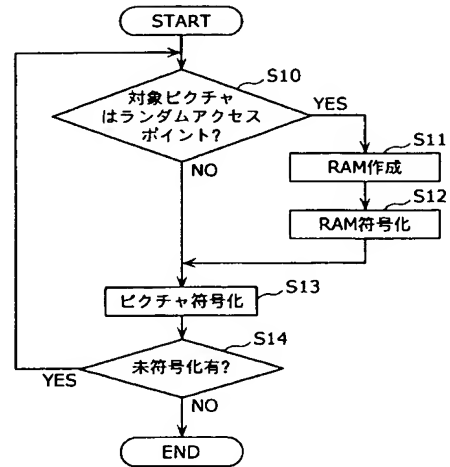 START
S10
対象ピクチャ
はランダムアクセス
ポイント?
YES
S11
RAM作成
NO
S12
RAM符号化
S13
ピクチャ符号化
S14
未符号化有?
YES
NO
END